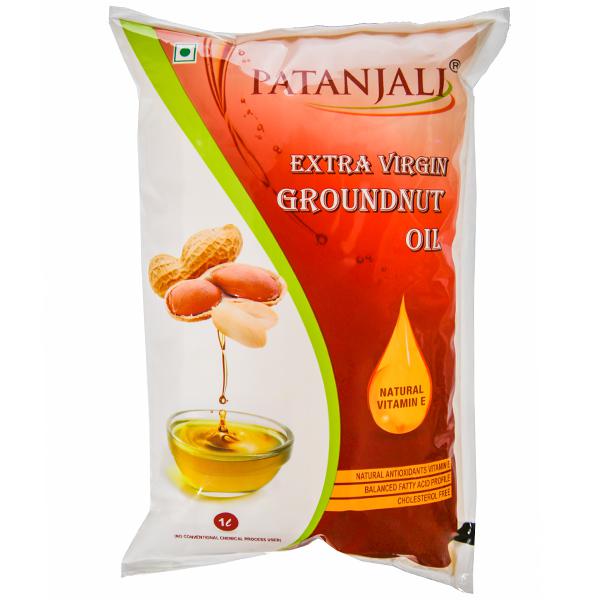 PATANJALI®
EXTRA VIRGIN
GROUNDNUT
OIL
NATURAL
VITAMIN E
NATURAL ANTIOXIDANTS VITAMIN E
BALANCED FATTY ACID PROFILE
CHOLESTEROL FREE
1ℓ
(NO CONVENTIONAL CHEMICAL PROCESS USED)